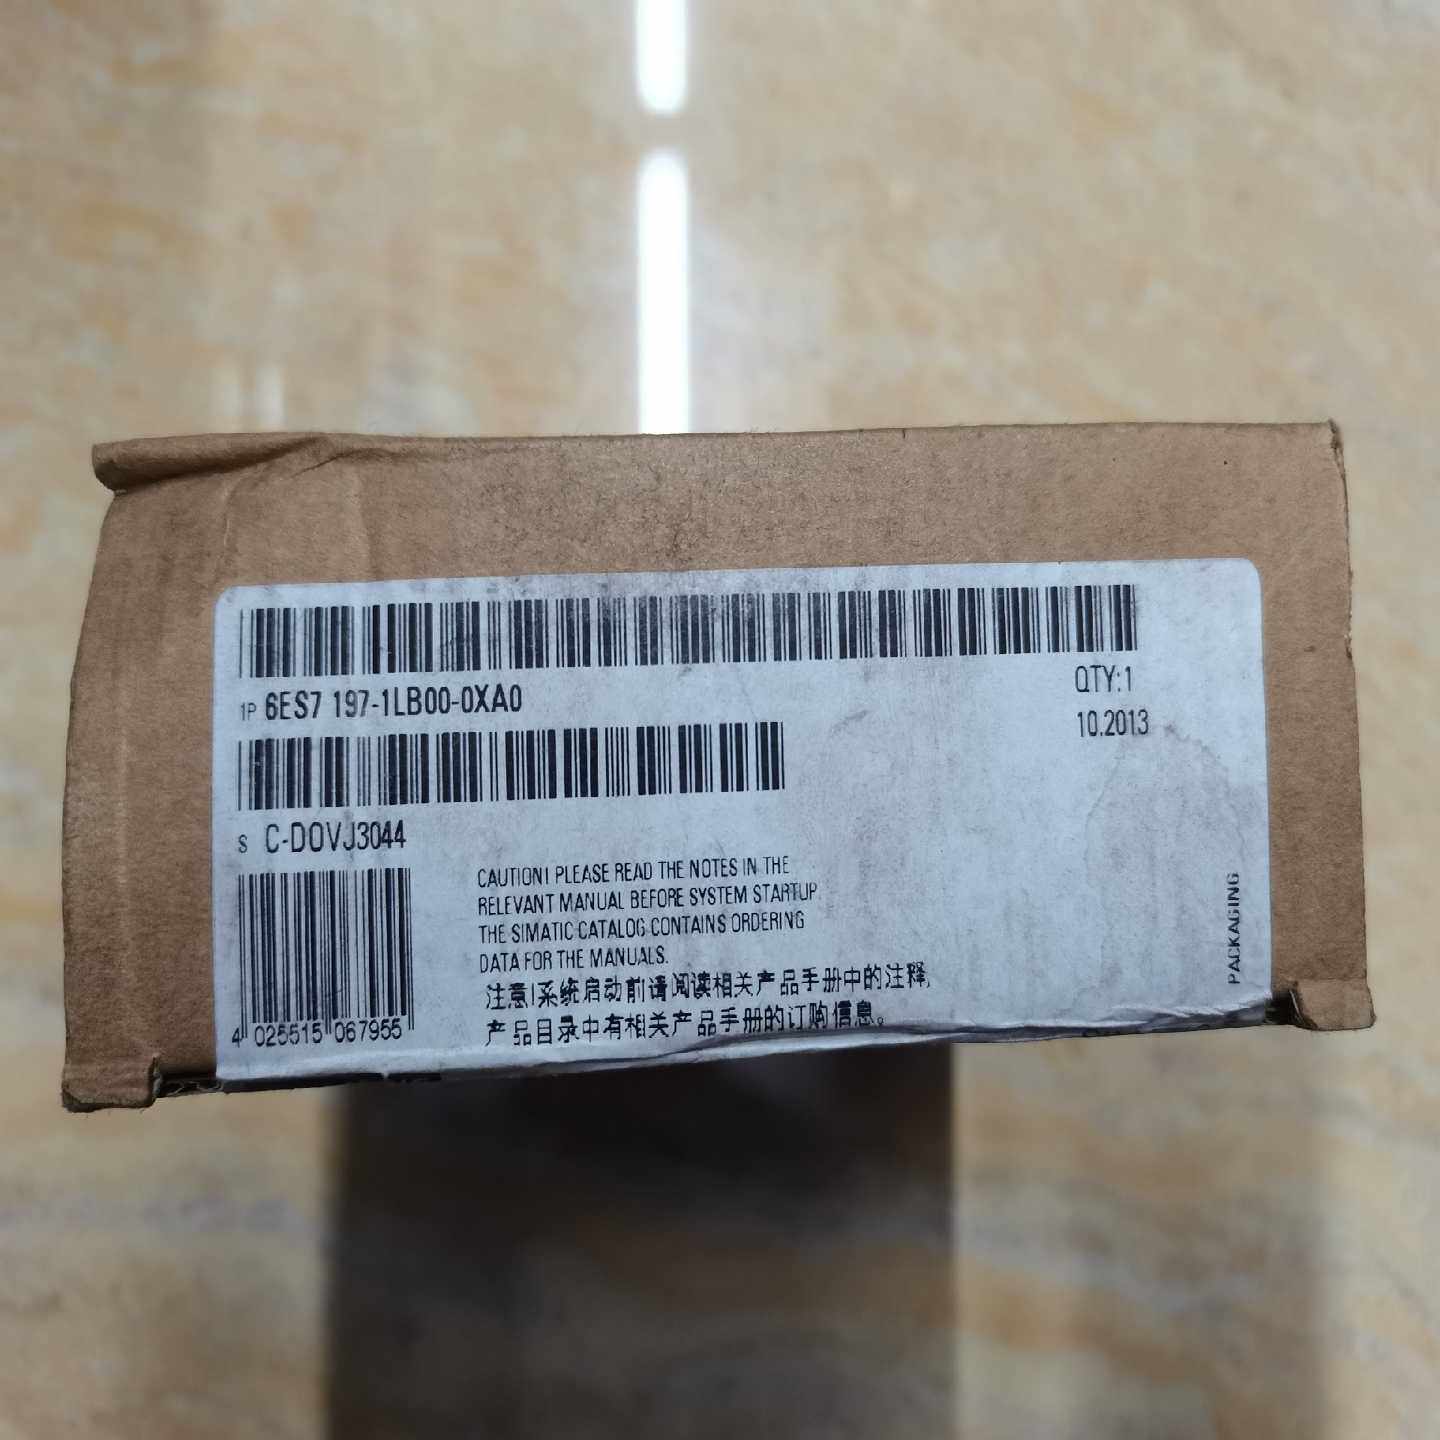 1P 6ES7 197-1LB00-0XA0
QTY:1
10.2013
S C-DOVJ3044
CAUTION! PLEASE READ THE NOTES IN THE
RELEVANT MANUAL BEFORE SYSTEM STARTUP.
THE SIMATIC CATALOG CONTAINS ORDERING
DATA FOR THE MANUALS.
注意!系统启动前请阅读相关产品手册中的注释,
产品目录中有相关产品手册的订购信息。
4 025515 067955
PACKAGING